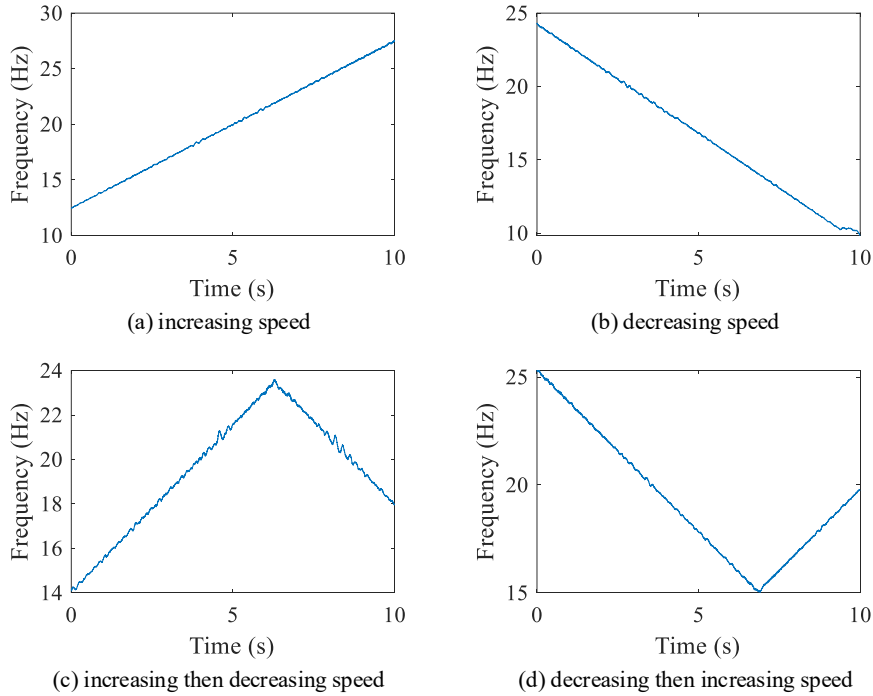 30
25
20
15
10
Frequency (Hz)
0
5
10
Time (s)
(a) increasing speed
25
20
15
10
Frequency (Hz)
0
5
10
Time (s)
(b) decreasing speed
24
22
20
18
16
14
Frequency (Hz)
0
5
10
Time (s)
(c) increasing then decreasing speed
25
20
15
Frequency (Hz)
0
5
10
Time (s)
(d) decreasing then increasing speed